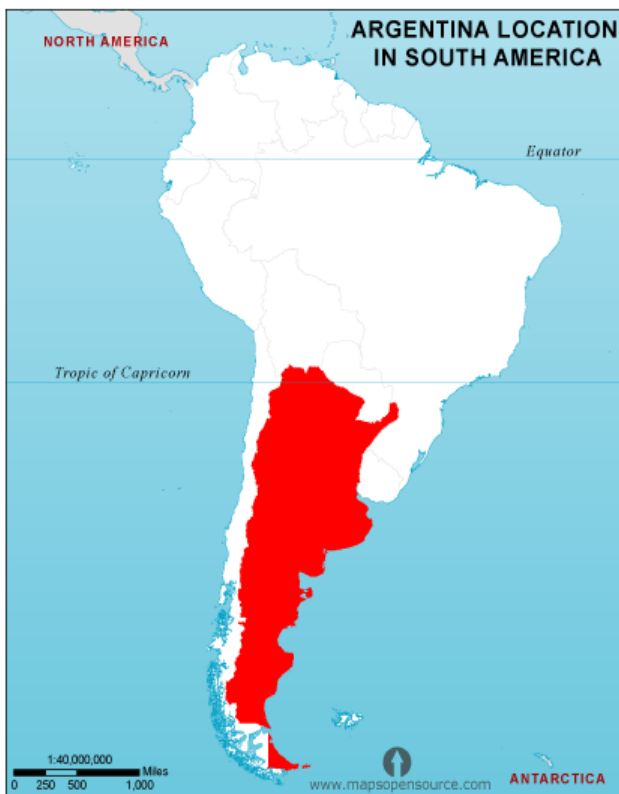 ARGENTINA LOCATION
IN SOUTH AMERICA
NORTH AMERICA
Equator
Tropic of Capricorn
1:40,000,000
Miles
0 250 500 1,000
www.mapsopensource.com
ANTARCTICA